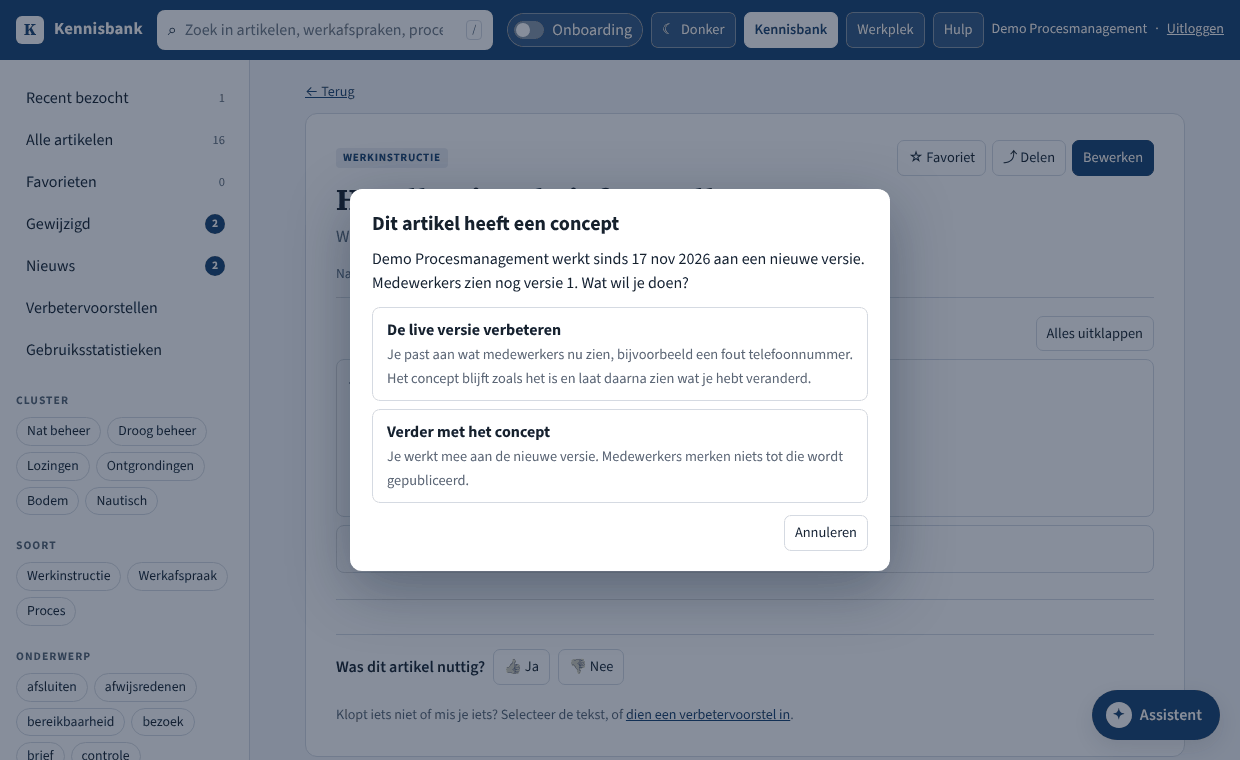 K Kennisbank
Zoek in artikelen, werkafspraken, proce
/
Onboarding
Donker
Kennisbank
Werkplek
Hulp
Demo Procesmanagement · Uitloggen
Recent bezocht 1
Alle artikelen 16
Favorieten 0
Gewijzigd 2
Nieuws 2
Verbetervoorstellen
Gebruiksstatistieken
CLUSTER
Nat beheer Droog beheer
Lozingen Ontgrondingen
Bodem Nautisch
SOORT
Werkinstructie Werkafspraak
Proces
ONDERWERP
afsluiten afwijsredenen
bereikbaarheid bezoek
brief controle
← Terug
WERKINSTRUCTIE
☆ Favoriet
Delen
Bewerken
Alles uitklappen
Dit artikel heeft een concept
Demo Procesmanagement werkt sinds 17 nov 2026 aan een nieuwe versie.
Medewerkers zien nog versie 1. Wat wil je doen?
De live versie verbeteren
Je past aan wat medewerkers nu zien, bijvoorbeeld een fout telefoonnummer.
Het concept blijft zoals het is en laat daarna zien wat je hebt veranderd.
Verder met het concept
Je werkt mee aan de nieuwe versie. Medewerkers merken niets tot die wordt
gepubliceerd.
Annuleren
Was dit artikel nuttig? 👍 Ja 👎 Nee
Klopt iets niet of mis je iets? Selecteer de tekst, of dien een verbetervoorstel in.
Assistent